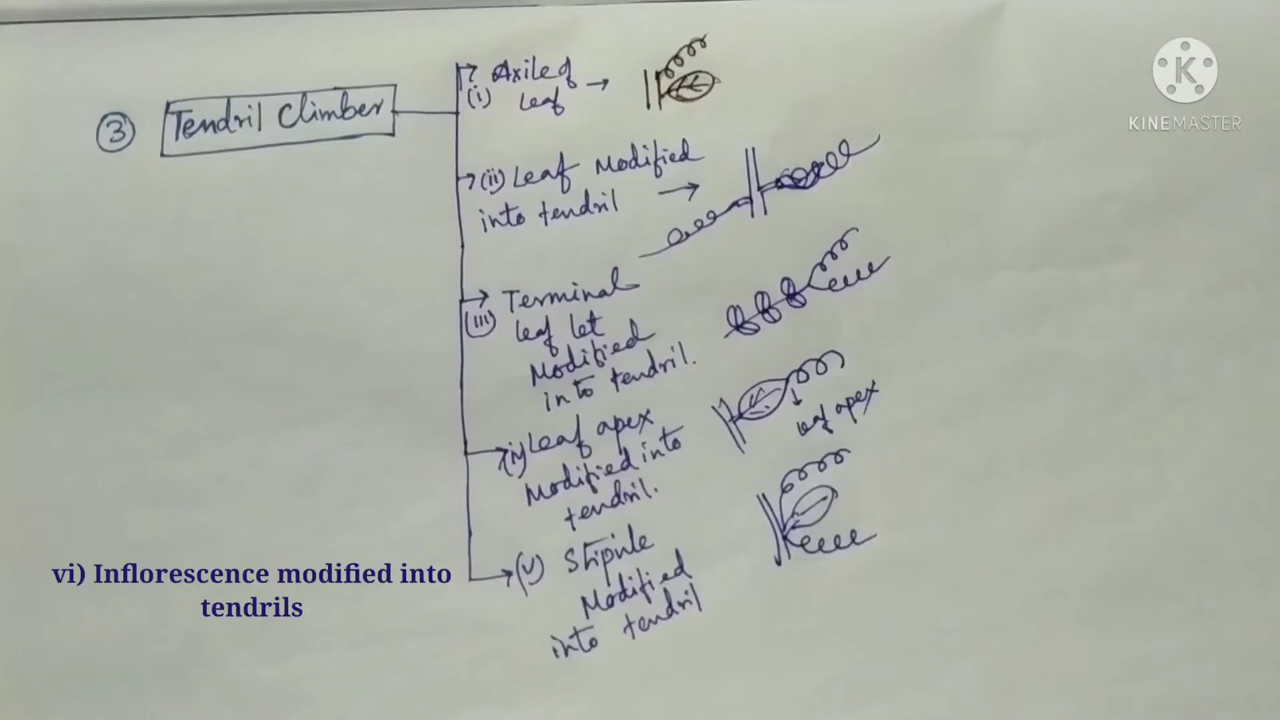 ③ Tendril Climber
(i) Axile of
leaf →
(ii) Leaf Modified
into tendril →
(iii) Terminal
leaf let
Modified
into tendril.
(iv) Leaf apex
Modified into
tendril.
leaf apex
(v) Stipule
Modified
into tendril
vi) Inflorescence modified into
tendrils
K
KINEMASTER